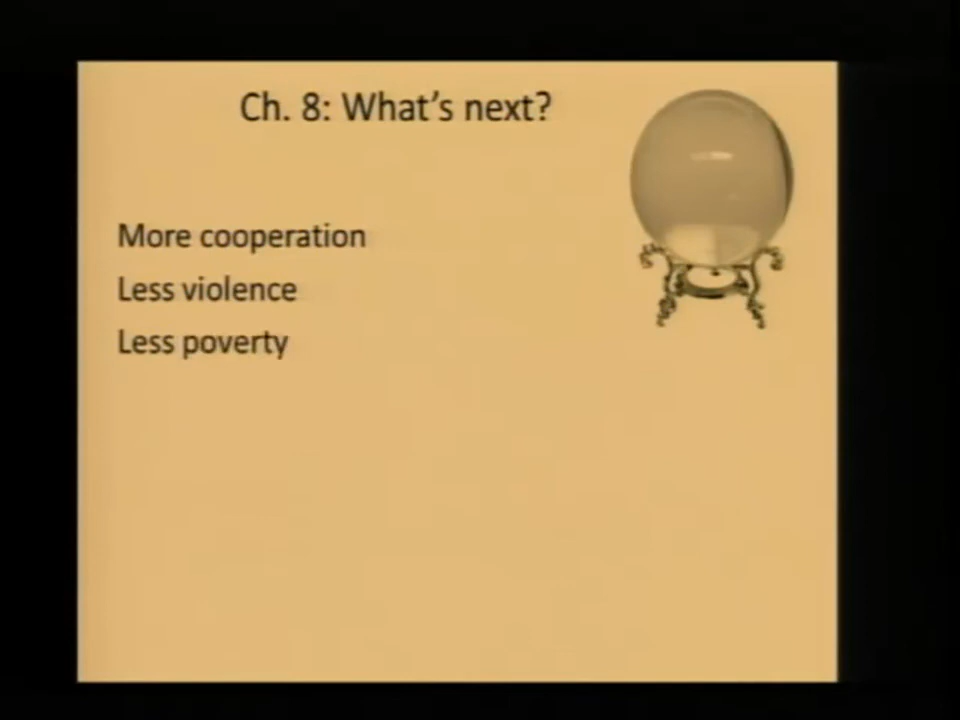 Ch. 8: What's next?
More cooperation
Less violence
Less poverty